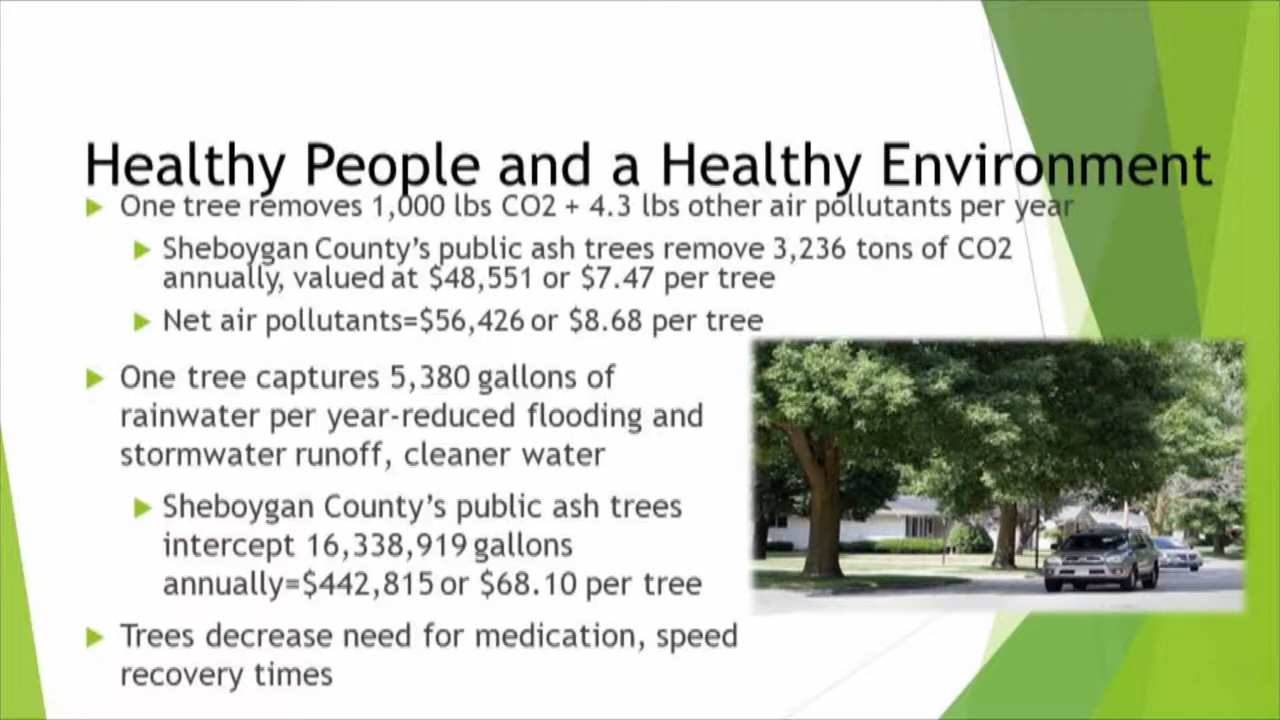 Healthy People and a Healthy Environment
One tree removes 1,000 lbs CO2 + 4.3 lbs other air pollutants per year
Sheboygan County's public ash trees remove 3,236 tons of CO2
annually, valued at $48,551 or $7.47 per tree
Net air pollutants=$56,426 or $8.68 per tree
One tree captures 5,380 gallons of
rainwater per year-reduced flooding and
stormwater runoff, cleaner water
Sheboygan County's public ash trees
intercept 16,338,919 gallons
annually=$442,815 or $68.10 per tree
Trees decrease need for medication, speed
recovery times